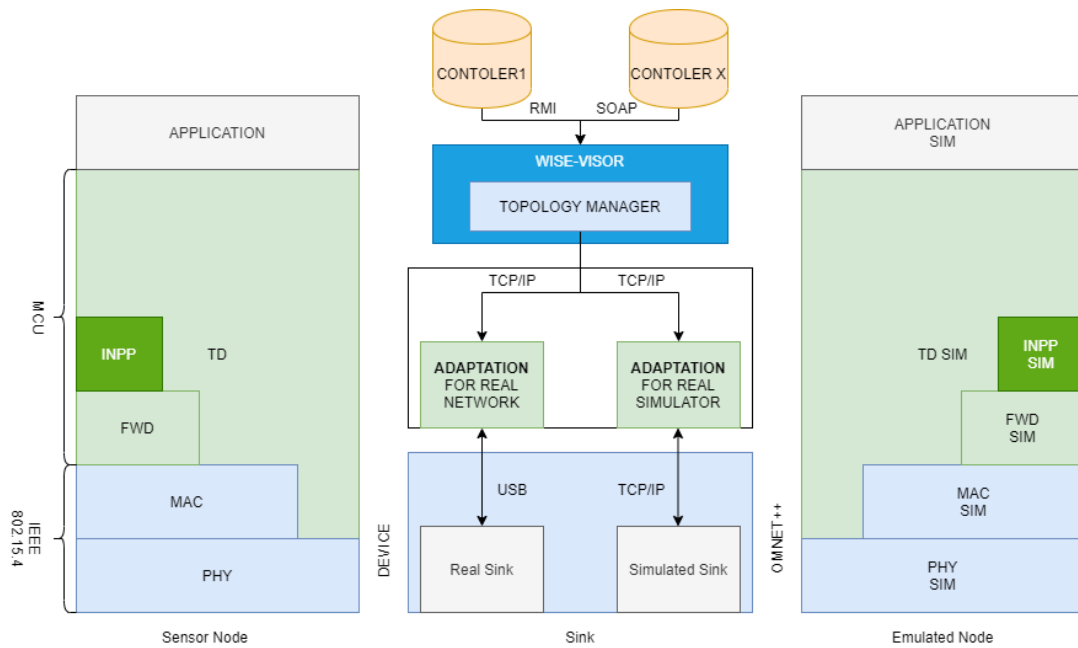 CONTOLER1
CONTOLER X
RMI
SOAP
APPLICATION
WISE-VISOR
TOPOLOGY MANAGER
APPLICATION
SIM
TCP/IP
TCP/IP
MCU
INPP
TD
ADAPTATION
FOR REAL
NETWORK
ADAPTATION
FOR REAL
SIMULATOR
TD SIM
INPP
SIM
FWD
FWD
SIM
IEEE
802.15.4
MAC
DEVICE
USB
TCP/IP
OMNET++
MAC
SIM
PHY
Real Sink
Simulated Sink
PHY
SIM
Sensor Node
Sink
Emulated Node